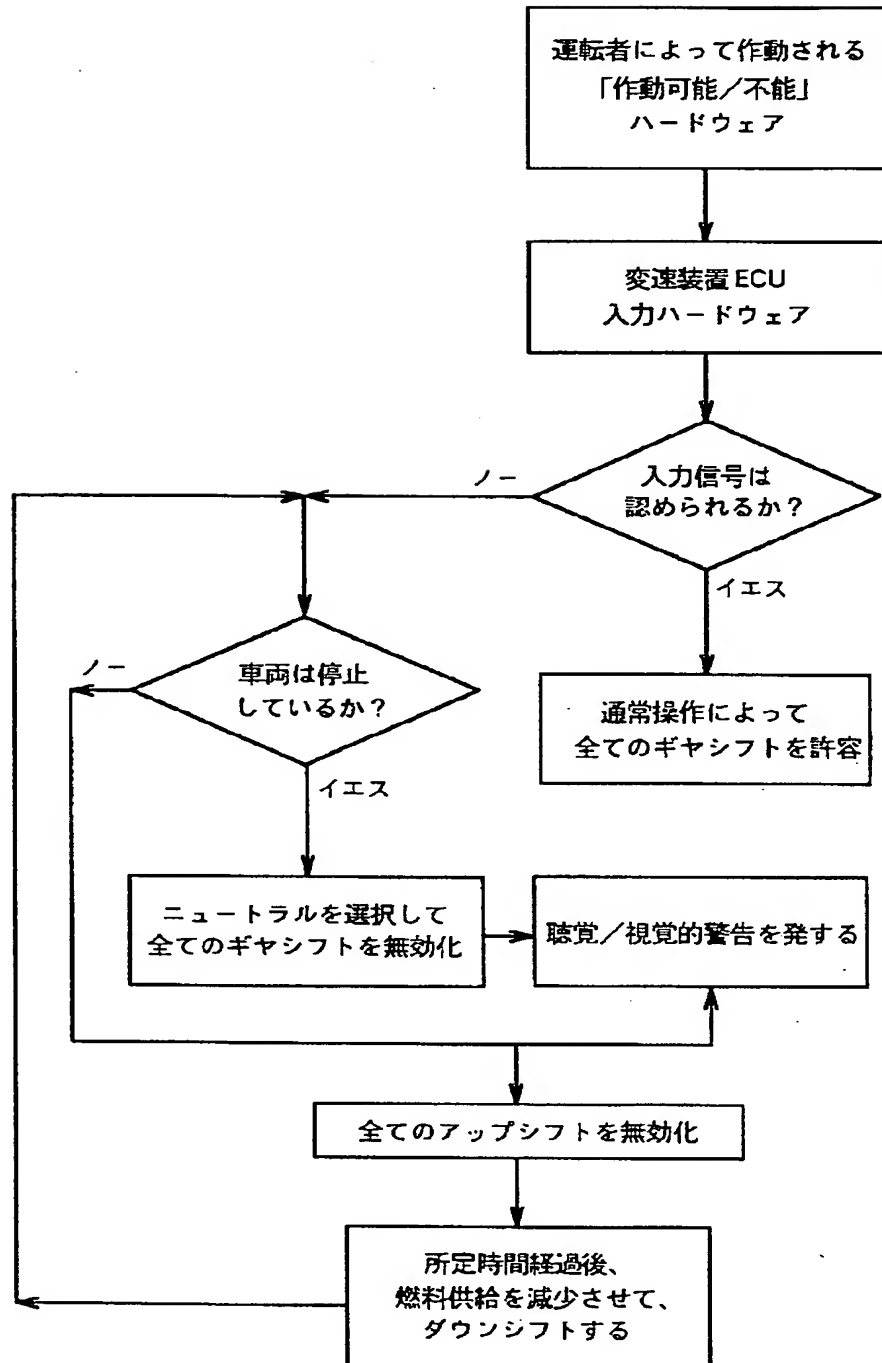 運転者によって作動される
「作動可能／不能」
ハードウェア
変速装置ECU
入力ハードウェア
入力信号は
認められるか？
ノー
イエス
車両は停止
しているか？
ノー
イエス
通常操作によって
全てのギヤシフトを許容
ニュートラルを選択して
全てのギヤシフトを無効化
聴覚／視覚的警告を発する
全てのアップシフトを無効化
所定時間経過後、
燃料供給を減少させて、
ダウンシフトする